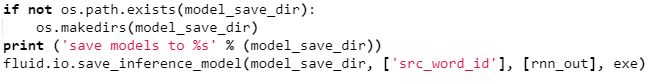 if not os.path.exists(model_save_dir):
    os.makedirs(model_save_dir)
print ('save models to %s' % (model_save_dir))
fluid.io.save_inference_model(model_save_dir, ['src_word_id'], [rnn_out], exe)